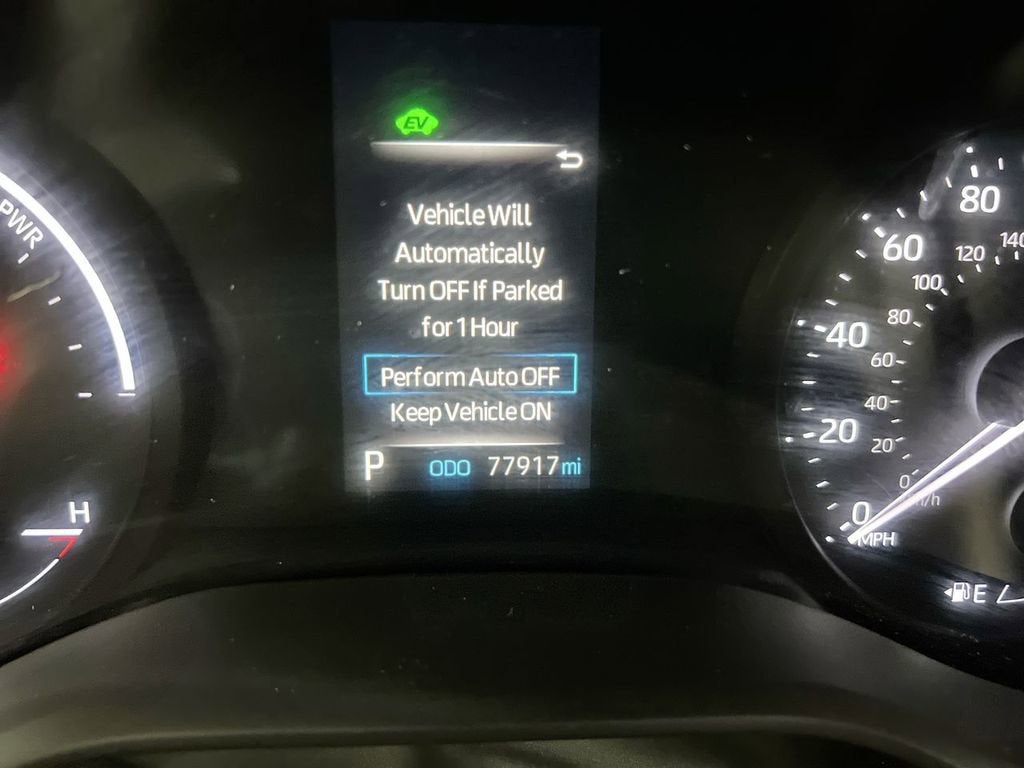 EV
Vehicle Will
Automatically
Turn OFF If Parked
for 1 Hour
Perform Auto OFF
Keep Vehicle ON
P ODO 77917 mi
PWR
H
80
60
40
20
0
MPH
140
120
100
80
60
40
20
0
E